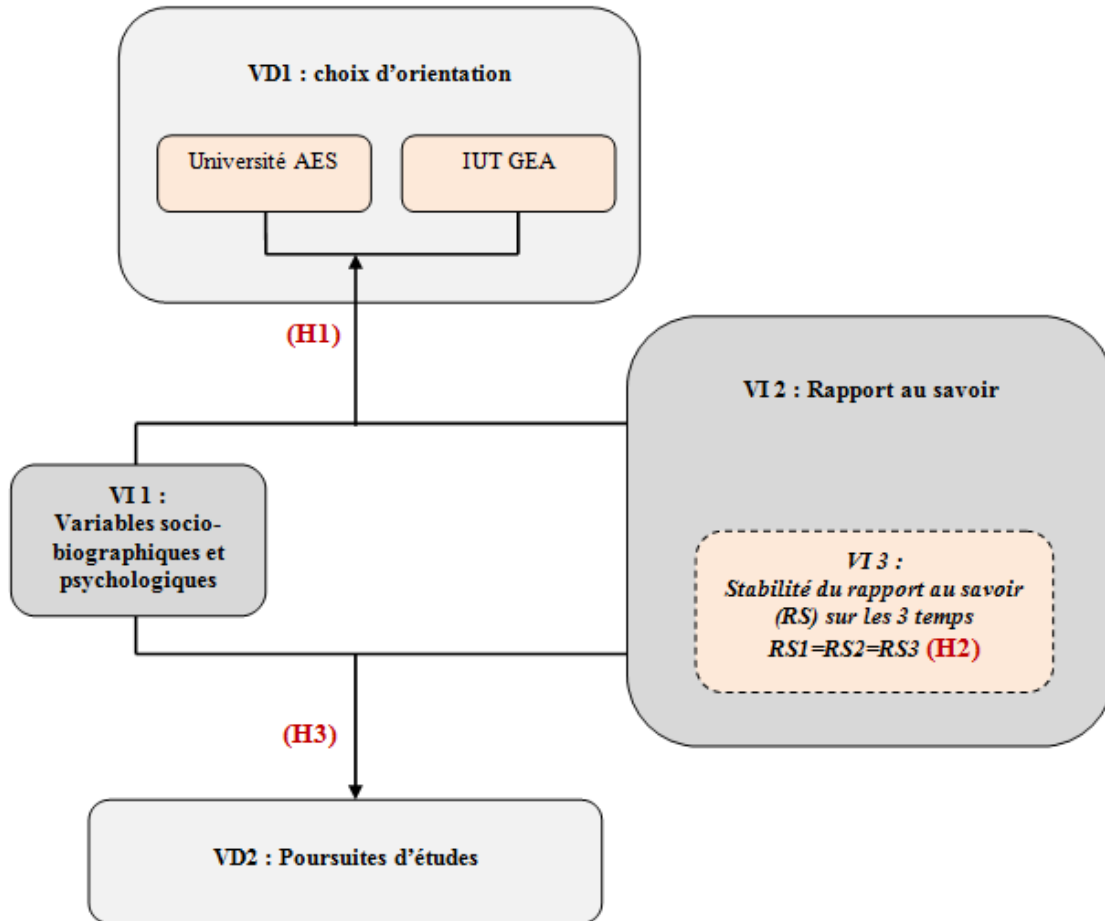 VD1 : choix d’orientation
Université AES
IUT GEA
(H1)
VI 2 : Rapport au savoir
VI 1 :
Variables socio-
biographiques et
psychologiques
VI 3 :
Stabilité du rapport au savoir
(RS) sur les 3 temps
RS1=RS2=RS3 (H2)
(H3)
VD2 : Poursuites d’études